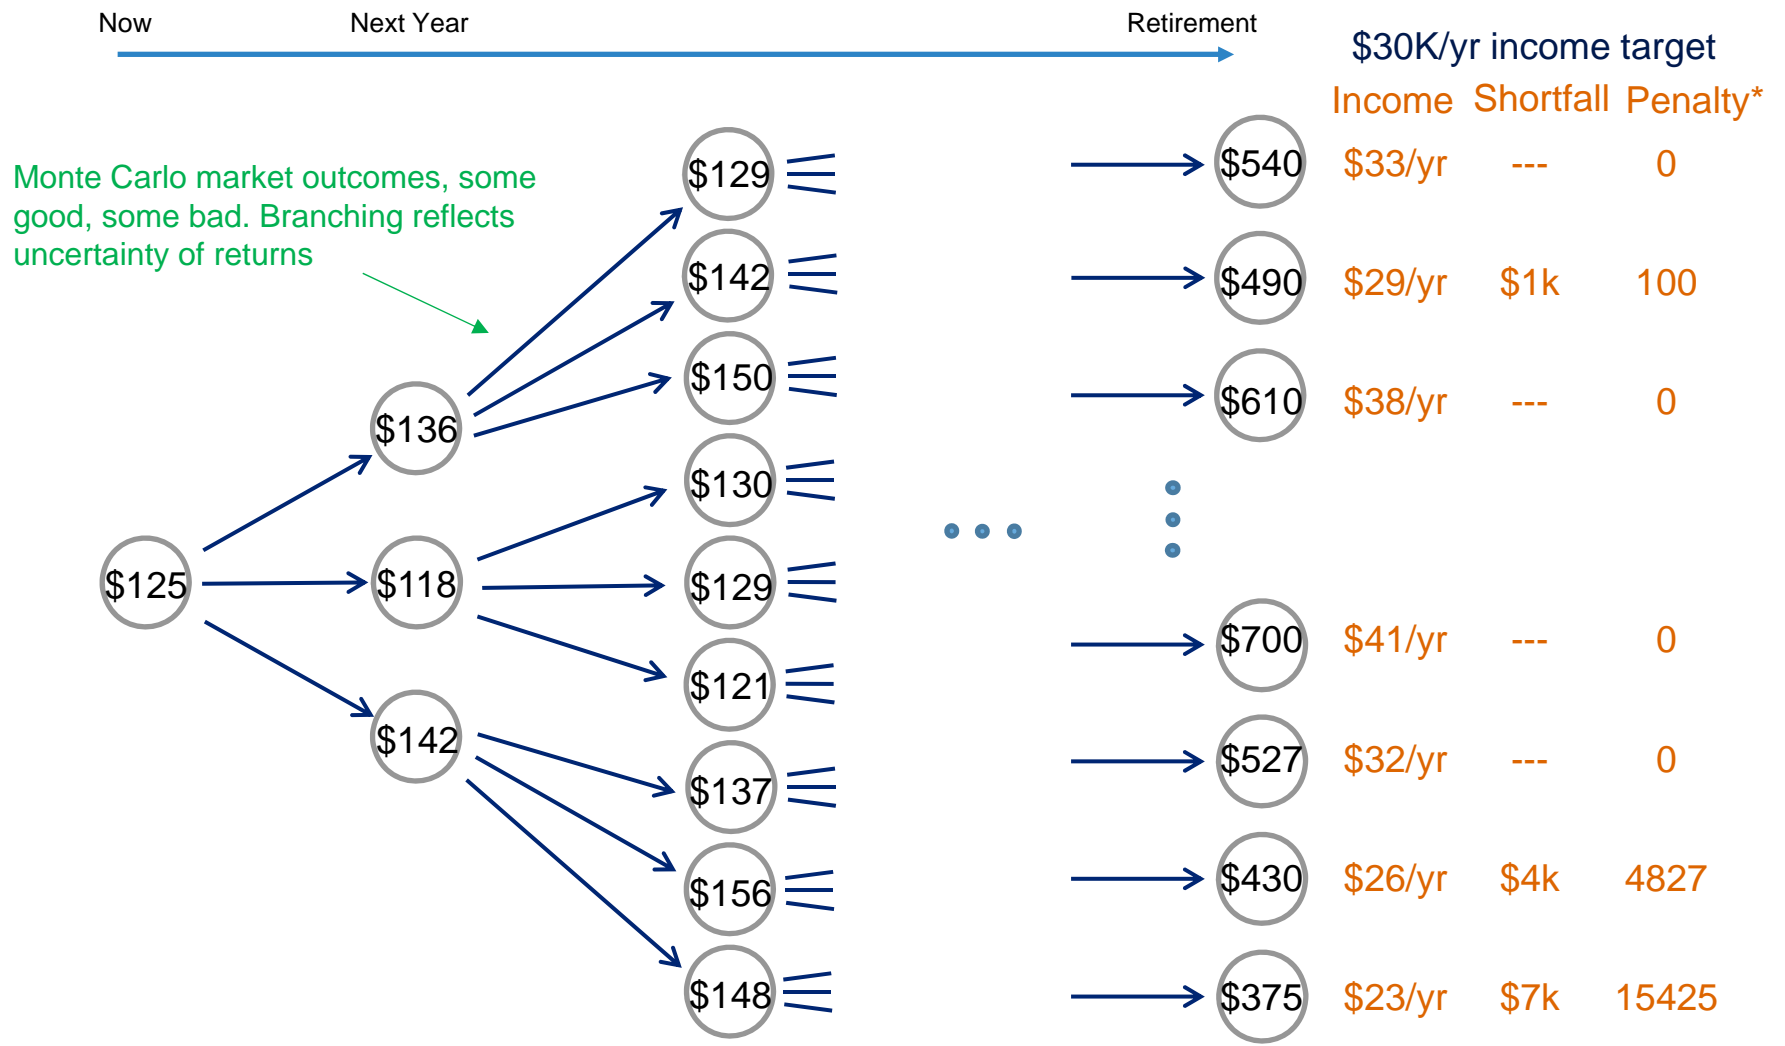 Now
Next Year
Retirement
$30K/yr income target
Income Shortfall Penalty*
Monte Carlo market outcomes, some
good, some bad. Branching reflects
uncertainty of returns
$125
$136
$118
$142
$129
$142
$150
$130
$129
$121
$137
$156
$148
$540 $33/yr --- 0
$490 $29/yr $1k 100
$610 $38/yr --- 0
$700 $41/yr --- 0
$527 $32/yr --- 0
$430 $26/yr $4k 4827
$375 $23/yr $7k 15425